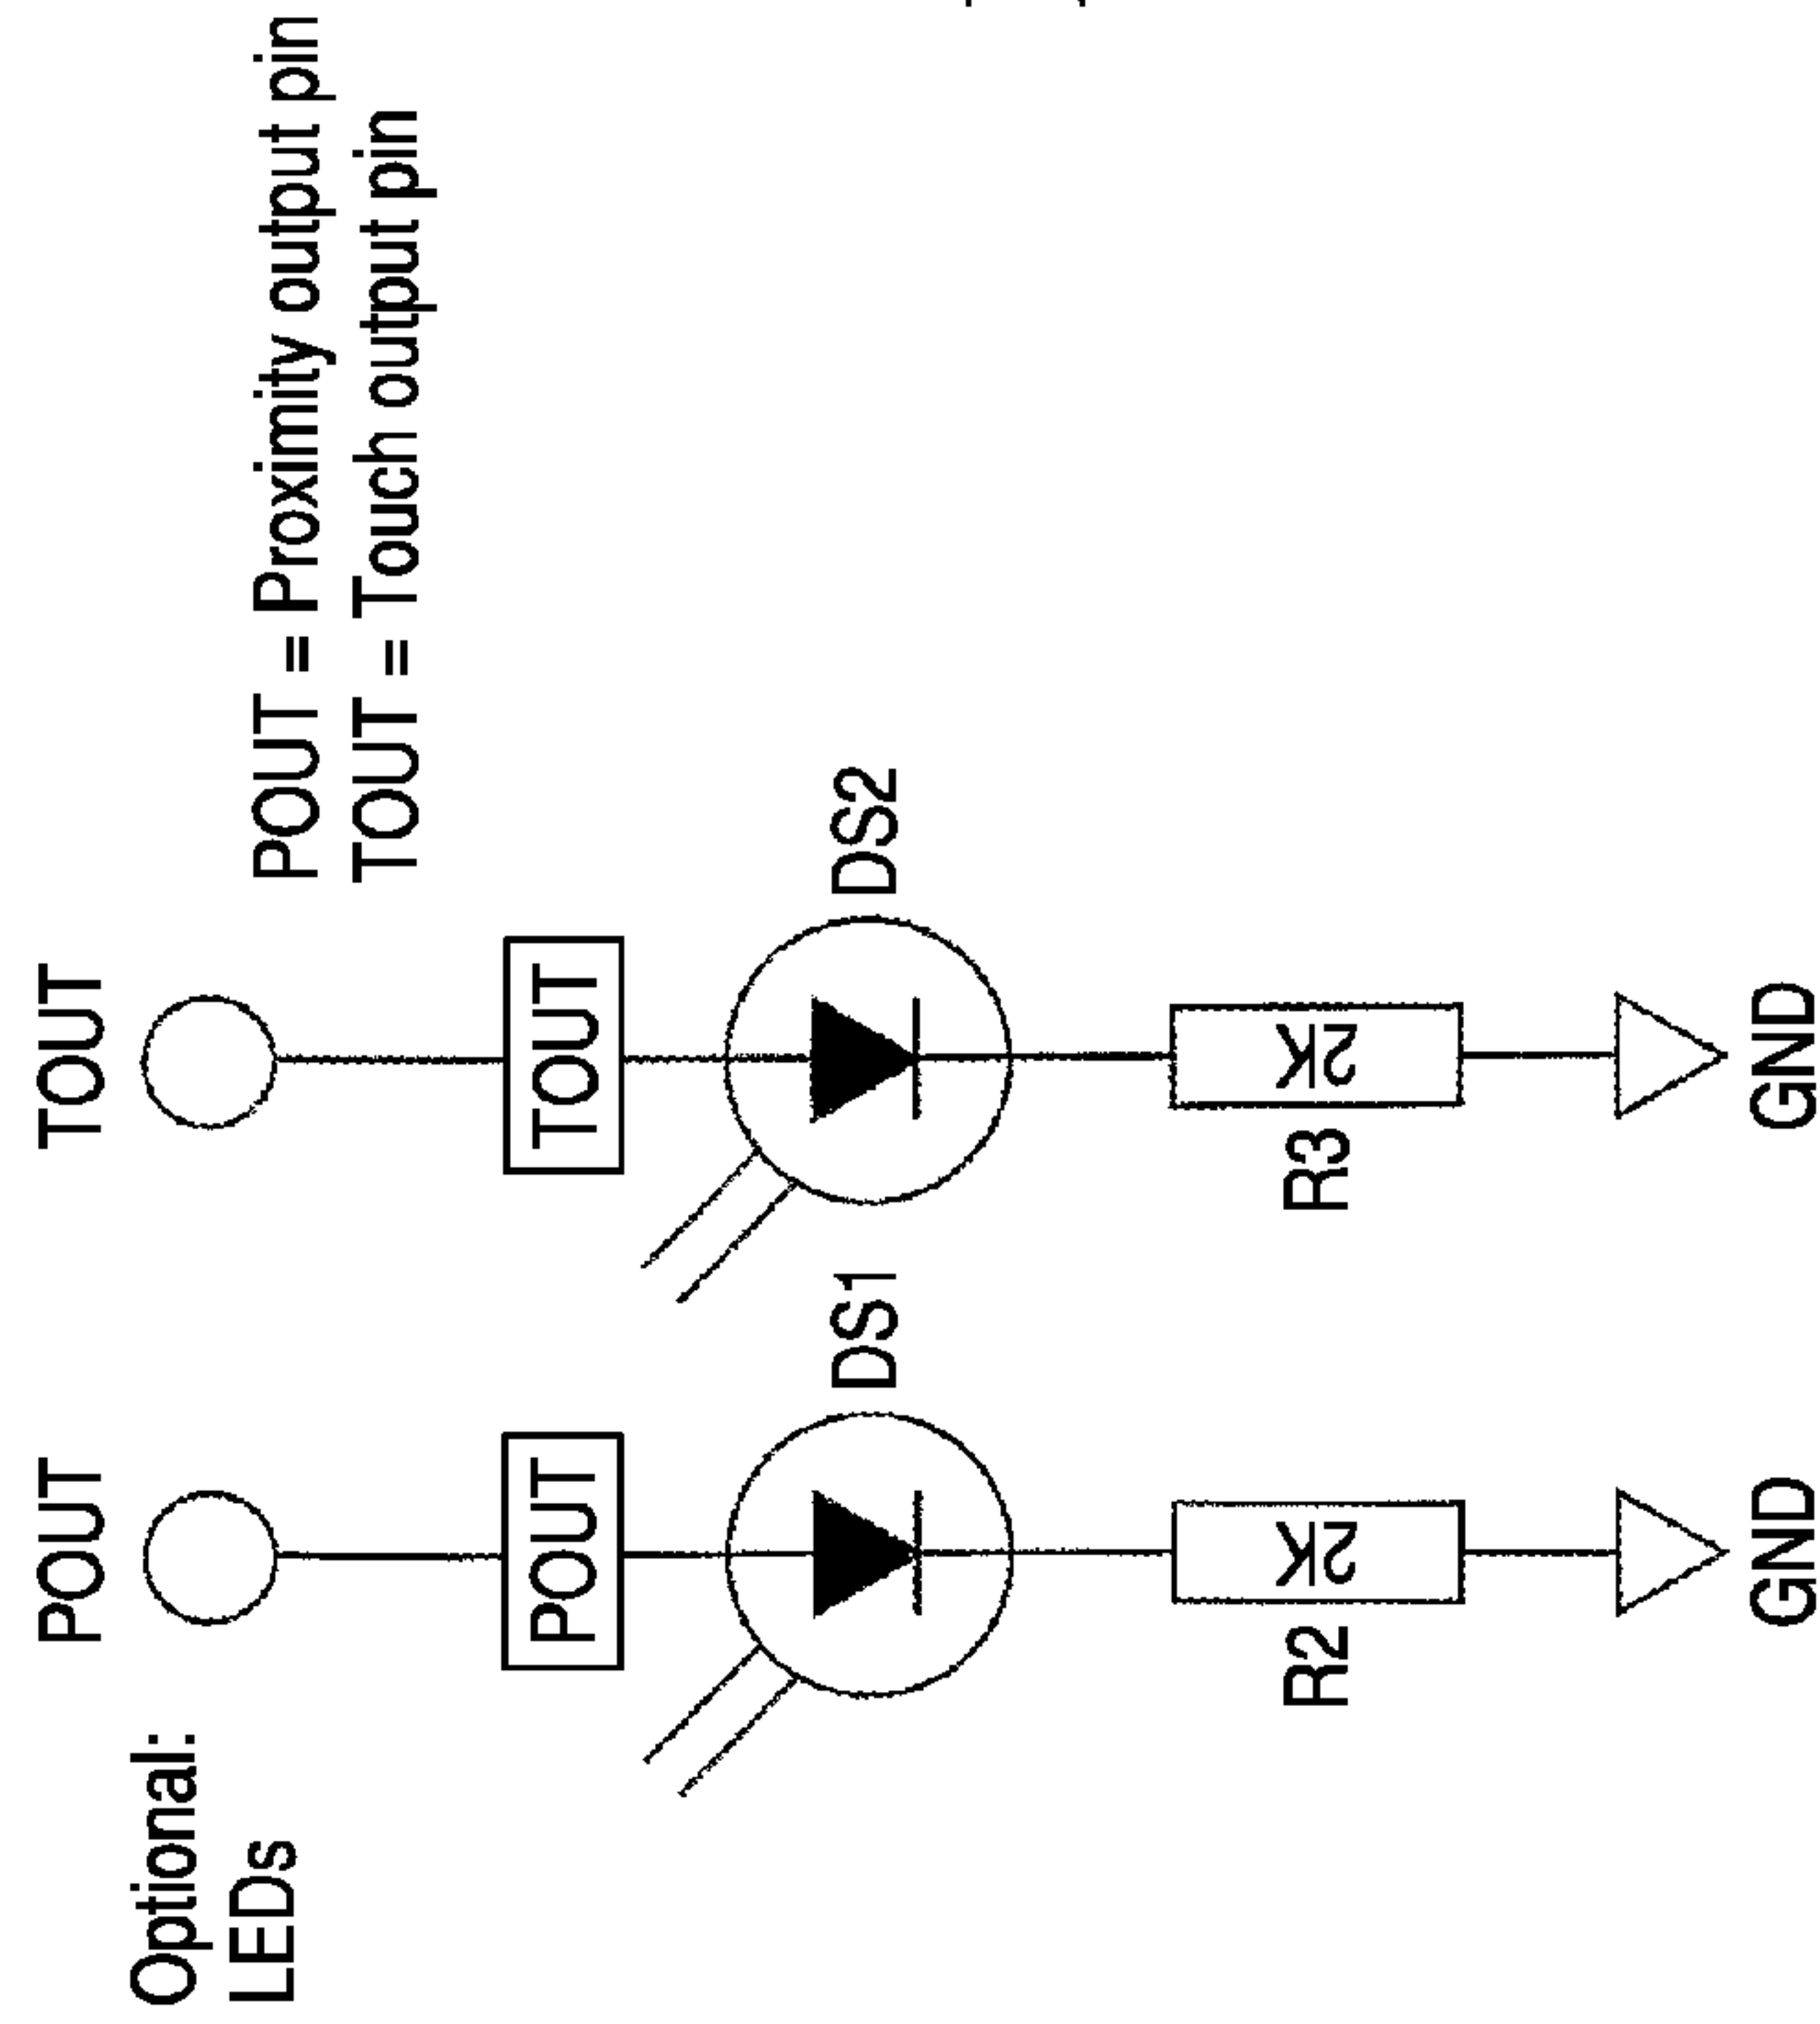 POUT
TOUT
Optional:
LEDs
POUT = Proximity output pin
TOUT = Touch output pin
POUT
TOUT
DS1
DS2
R2
2K
R3
2K
GND
GND